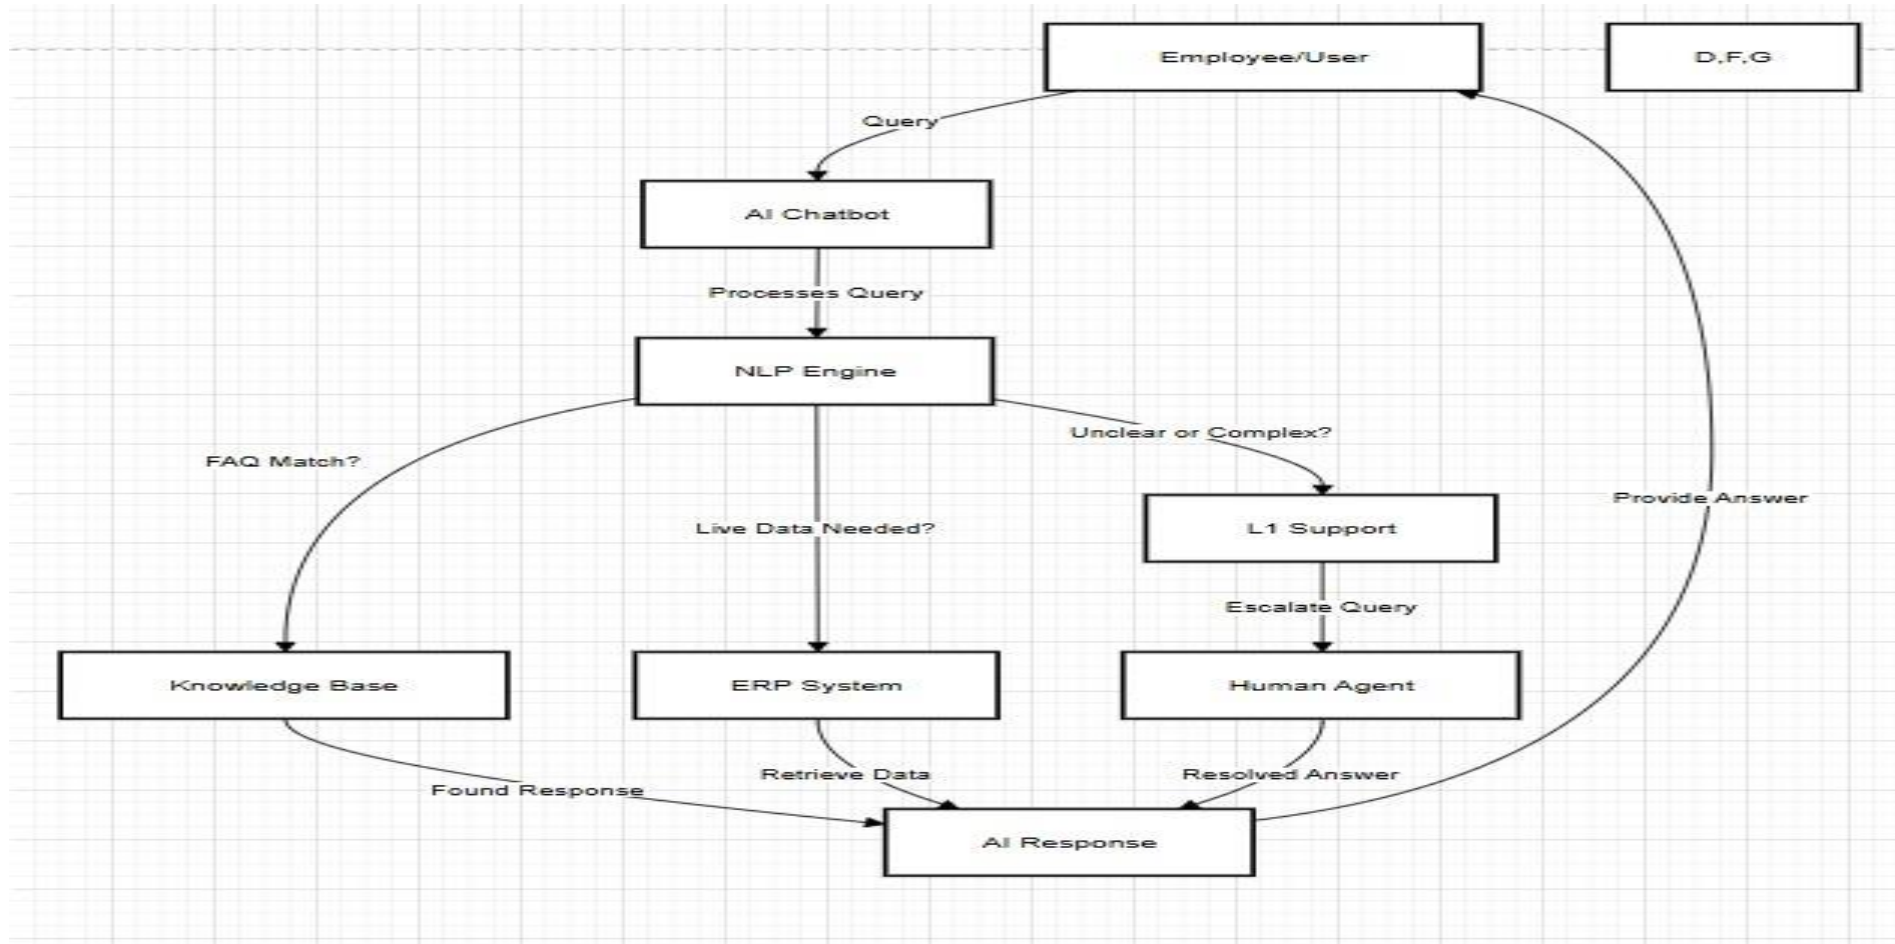 Employee/User
D,F,G
Query
AI Chatbot
Processes Query
NLP Engine
Unclear or Complex?
FAQ Match?
Provide Answer
Live Data Needed?
L1 Support
Escalate Query
Knowledge Base
ERP System
Human Agent
Retrieve Data
Resolved Answer
Found Response
AI Response